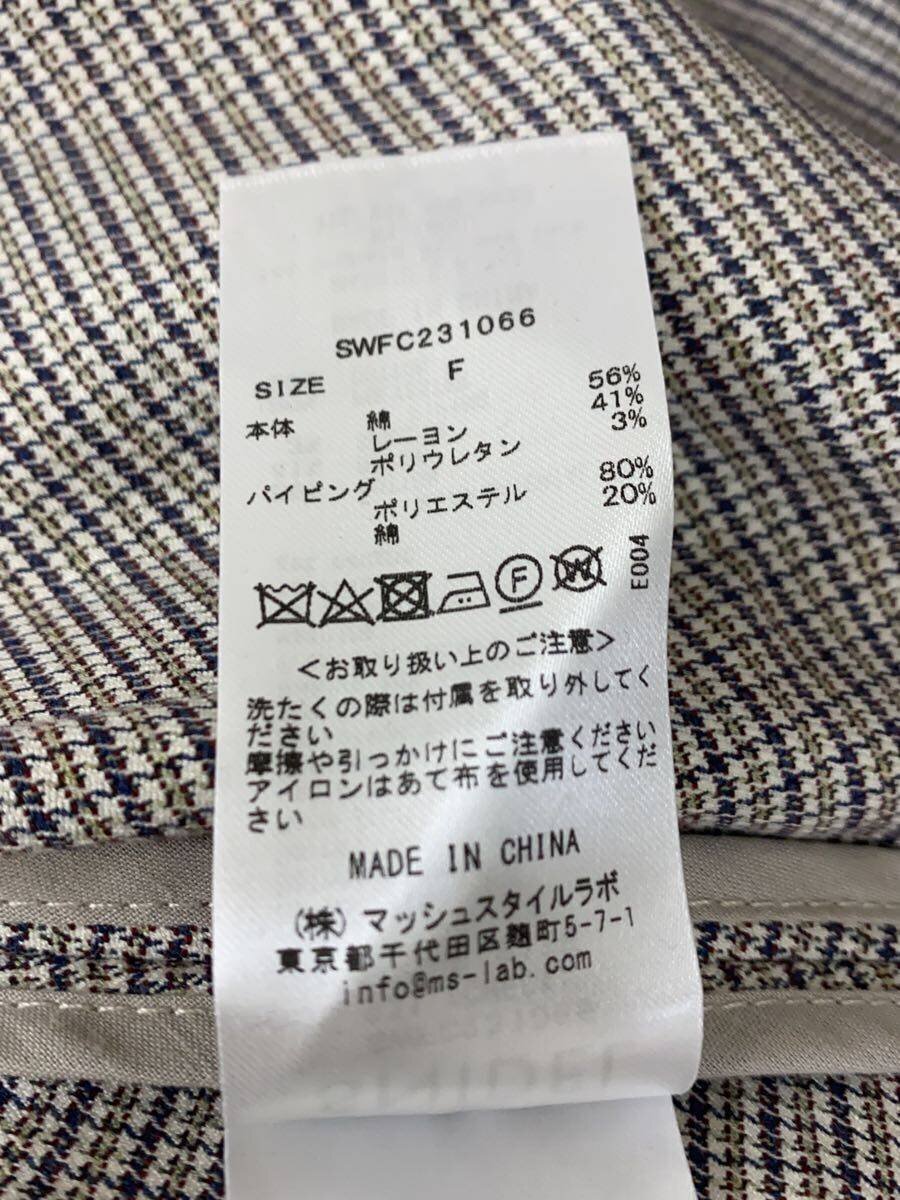 SWFC231066
SIZE F
本体 綿 56%
レーヨン 41%
ポリウレタン 3%
パイピング
ポリエステル 80%
綿 20%
F W
E004
<お取り扱い上のご注意>
洗たくの際は付属を取り外してく
ださい
摩擦や引っかけにご注意ください
アイロンはあて布を使用してくだ
さい
MADE IN CHINA
(株) マッシュスタイルラボ
東京都千代田区麹町5-7-1
info@ms-lab.com